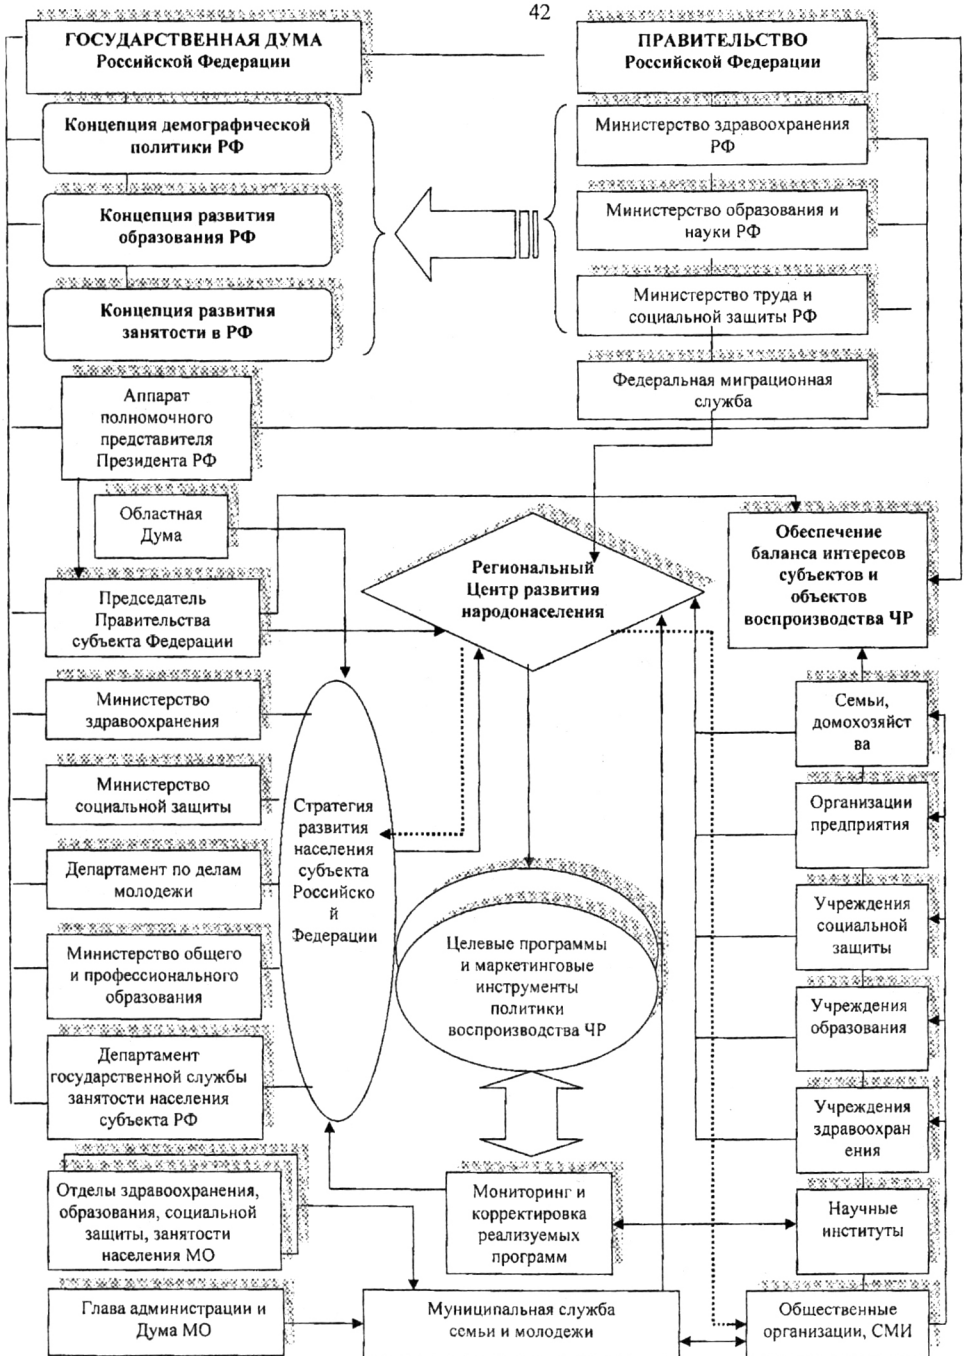 42
ГОСУДАРСТВЕННАЯ ДУМА
Российской Федерации
ПРАВИТЕЛЬСТВО
Российской Федерации
Концепция демографической
политики РФ
Концепция развития
образования РФ
Концепция развития
занятости в РФ
Министерство здравоохранения
РФ
Министерство образования и
науки РФ
Министерство труда и
социальной защиты РФ
Федеральная миграционная
служба
Аппарат
полномочного
представителя
Президента РФ
Областная
Дума
Председатель
Правительства
субъекта Федерации
Региональный
Центр развития
народонаселения
Обеспечение
баланса интересов
субъектов и
объектов
воспроизводства ЧР
Министерство
здравоохранения
Министерство
социальной защиты
Департамент по делам
молодежи
Министерство общего
и профессионального
образования
Департамент
государственной службы
занятости населения
субъекта РФ
Стратегия
развития
населения
субъекта
Российско
й
Федерации
Целевые программы
и маркетинговые
инструменты
политики
воспроизводства ЧР
Семьи,
домохозяйст
ва
Организации
предприятия
Учреждения
социальной
защиты
Учреждения
образования
Учреждения
здравоохран
ения
Научные
институты
Отделы здравоохранения,
образования, социальной
защиты, занятости
населения МО
Мониторинг и
корректировка
реализуемых
программ
Глава администрации и
Дума МО
Муниципальная служба
семьи и молодежи
Общественные
организации, СМИ